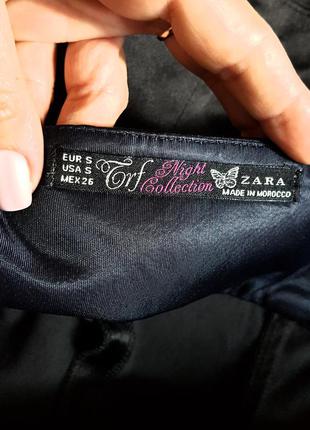 EUR S
USA S
MEX 26
Trf
Night
Collection
ZARA
MADE IN MOROCCO